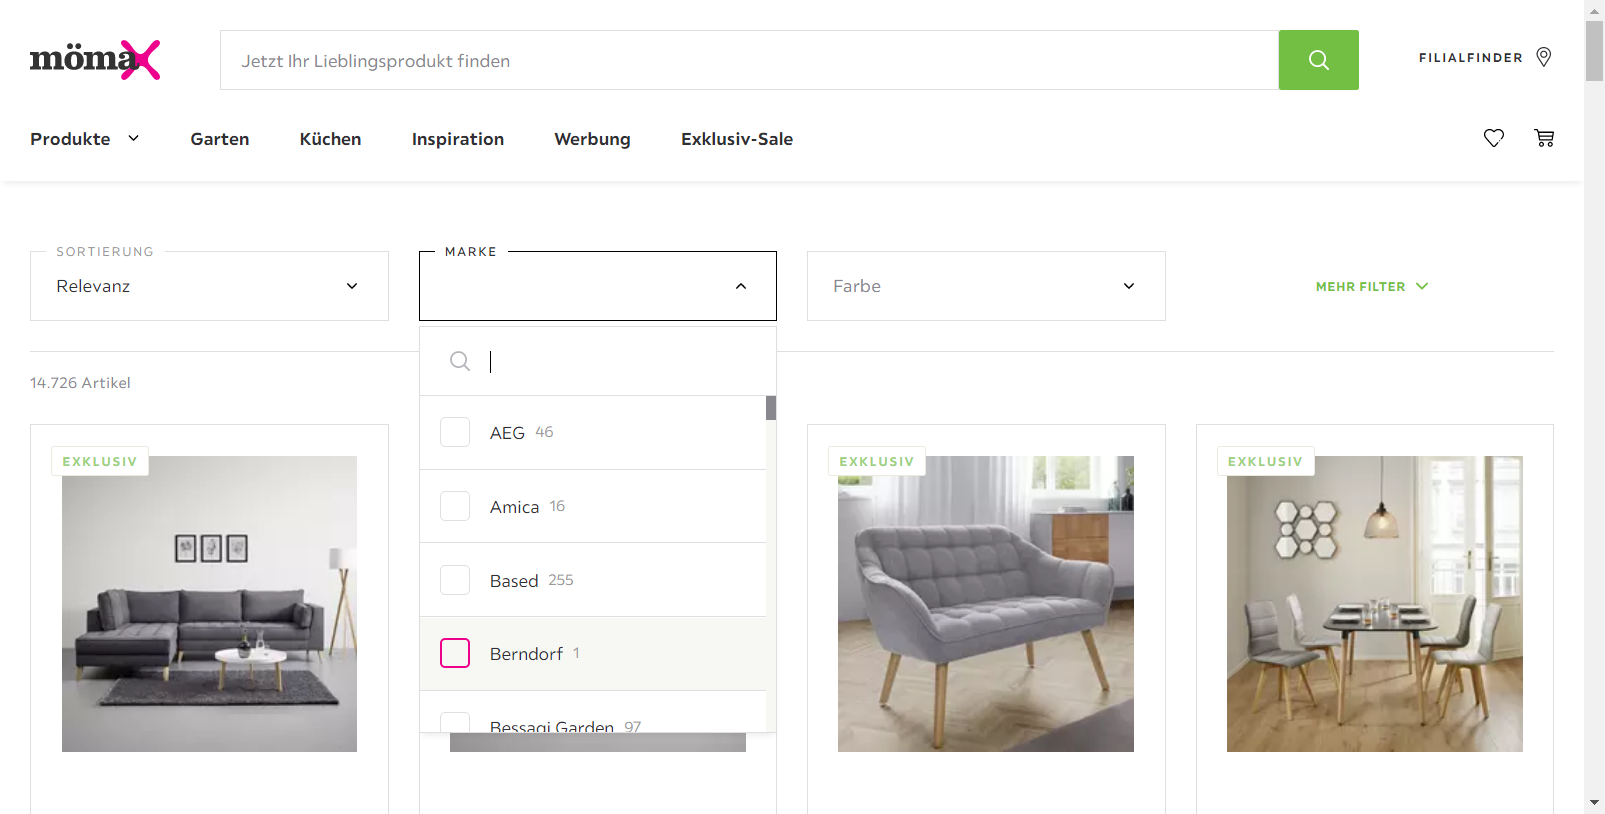 mömax
Jetzt Ihr Lieblingsprodukt finden
FILIALFINDER
Produkte Garten Küchen Inspiration Werbung Exklusiv-Sale
SORTIERUNG
Relevanz
MARKE
Farbe
MEHR FILTER
14.726 Artikel
AEG 46
Amica 16
Based 255
Berndorf 1
Bessagi Garden 97
EXKLUSIV
EXKLUSIV
EXKLUSIV